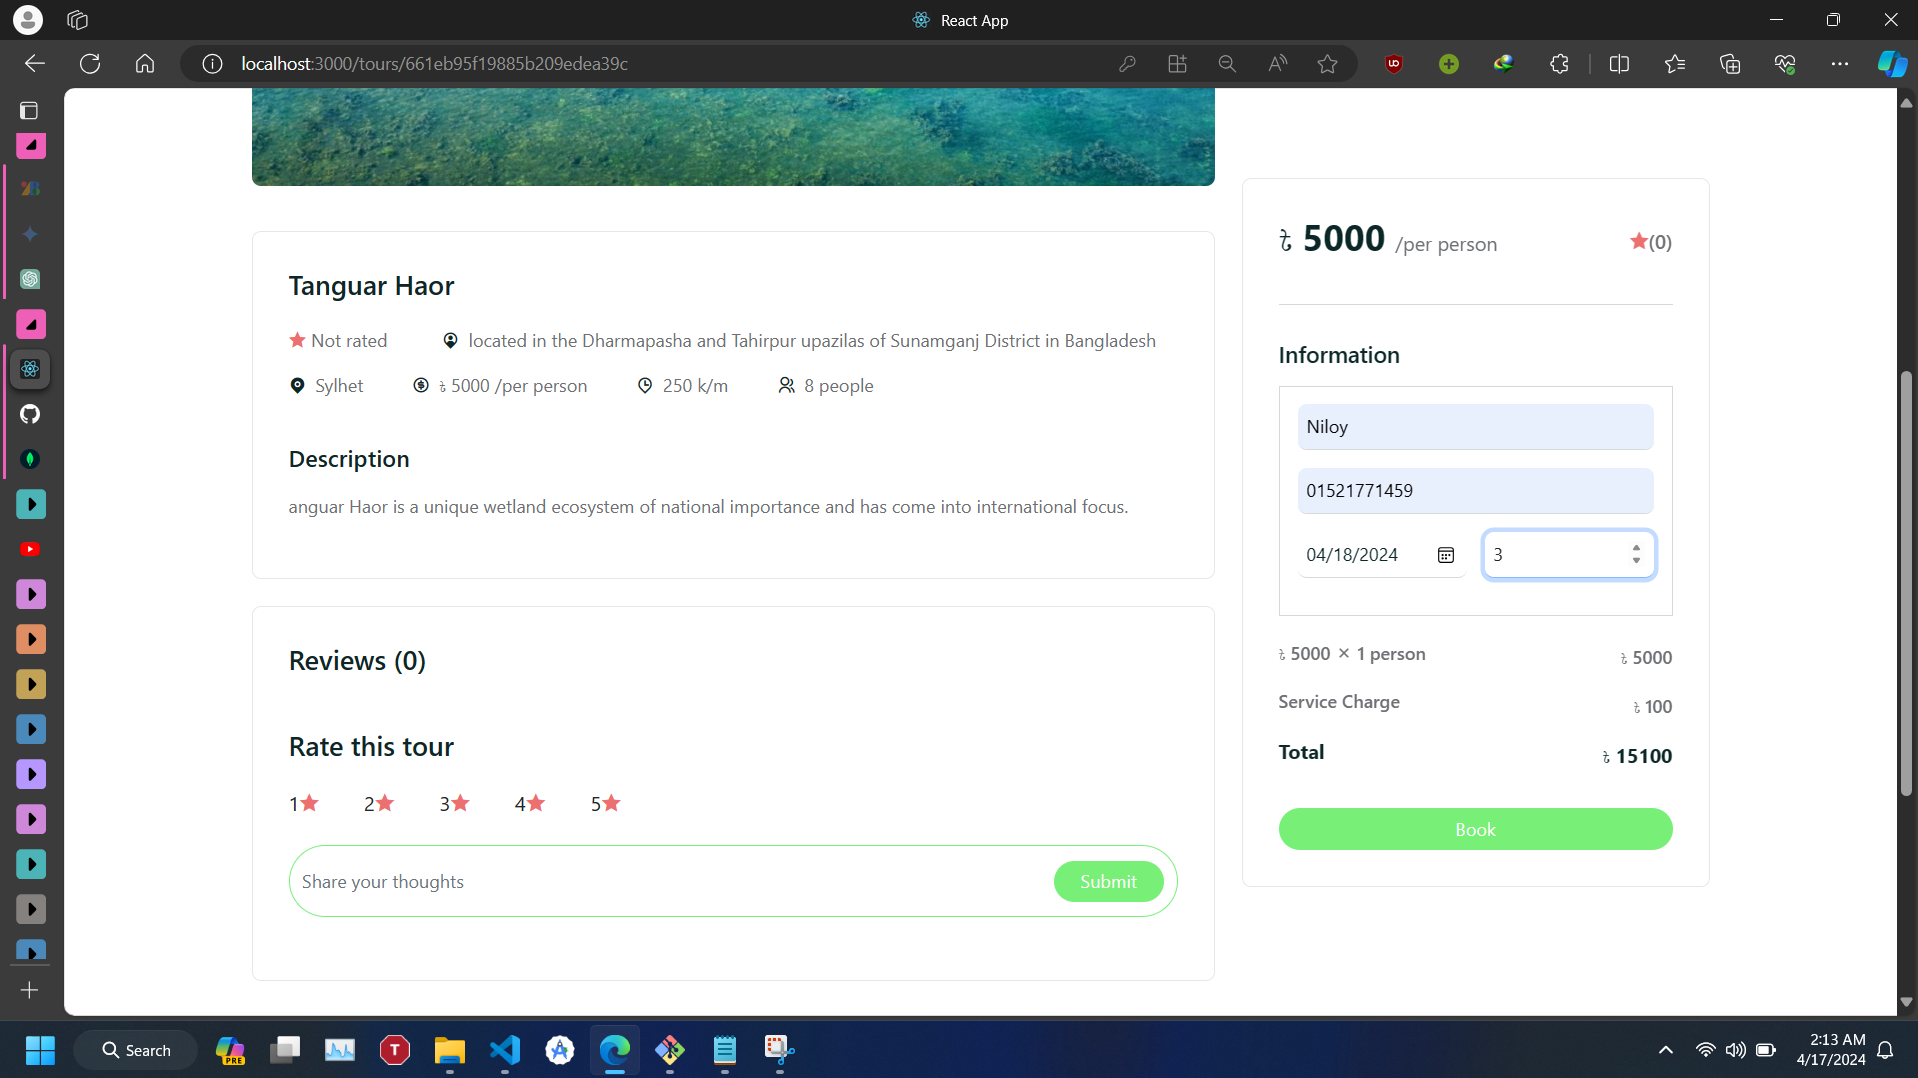 React App
localhost:3000/tours/661eb95f19885b209edea39c
Tanguar Haor
Not rated
located in the Dharmapasha and Tahirpur upazilas of Sunamganj District in Bangladesh
Sylhet
৳ 5000 /per person
250 k/m
8 people
Description
anguar Haor is a unique wetland ecosystem of national importance and has come into international focus.
Reviews (0)
Rate this tour
1 2 3 4 5
Share your thoughts
Submit
৳ 5000 /per person
(0)
Information
Niloy
01521771459
04/18/2024
3
৳ 5000 × 1 person
৳ 5000
Service Charge
৳ 100
Total
৳ 15100
Book
Search
PRE
T
2:13 AM
4/17/2024